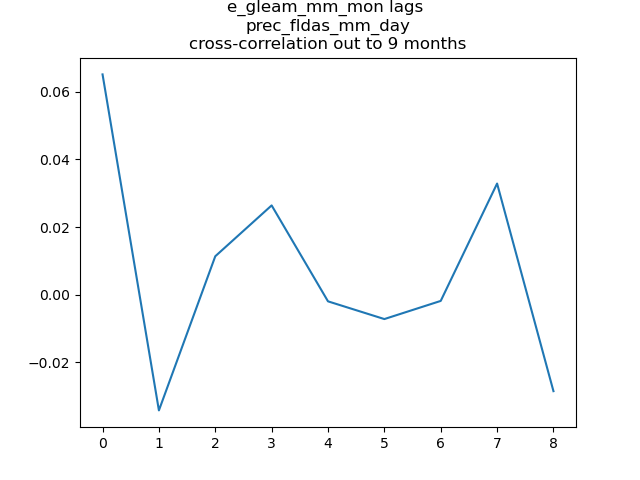 e_gleam_mm_mon lags
prec_fldas_mm_day
cross-correlation out to 9 months
0.06
0.04
0.02
0.00
−0.02
0 1 2 3 4 5 6 7 8